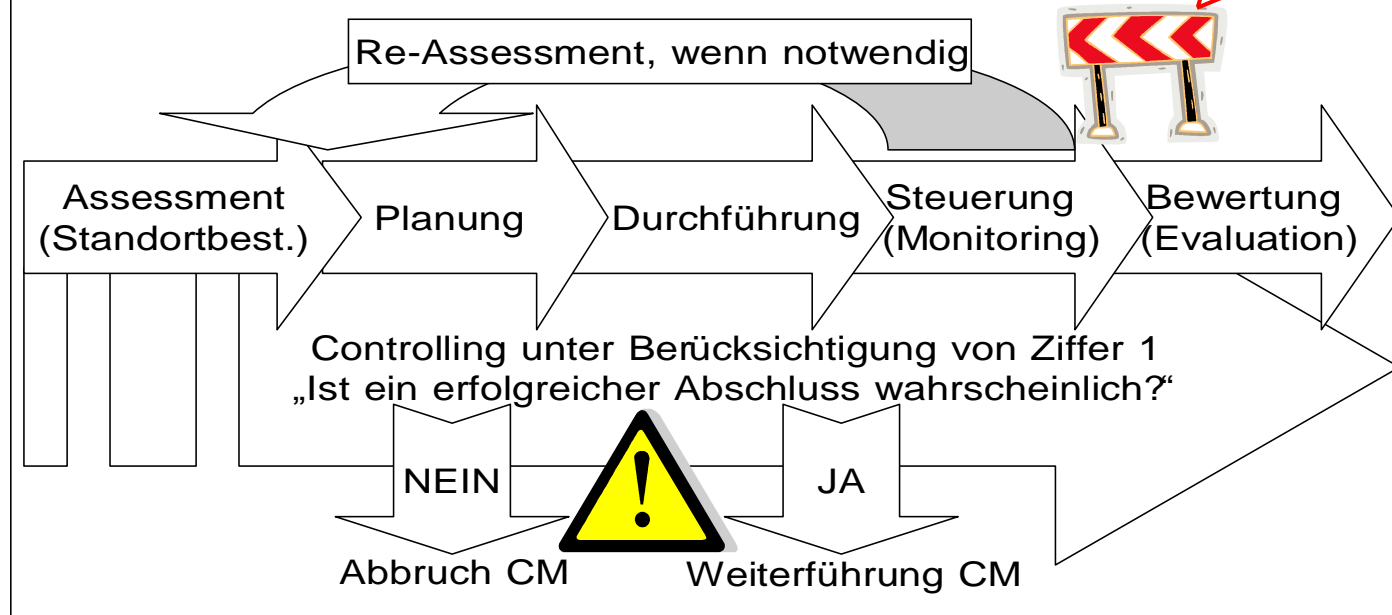 Re-Assessment, wenn notwendig
Assessment
(Standortbest.)
Planung
Durchführung
Steuerung
(Monitoring)
Bewertung
(Evaluation)
Controlling unter Berücksichtigung von Ziffer 1
„Ist ein erfolgreicher Abschluss wahrscheinlich?“
NEIN
JA
Abbruch CM
Weiterführung CM